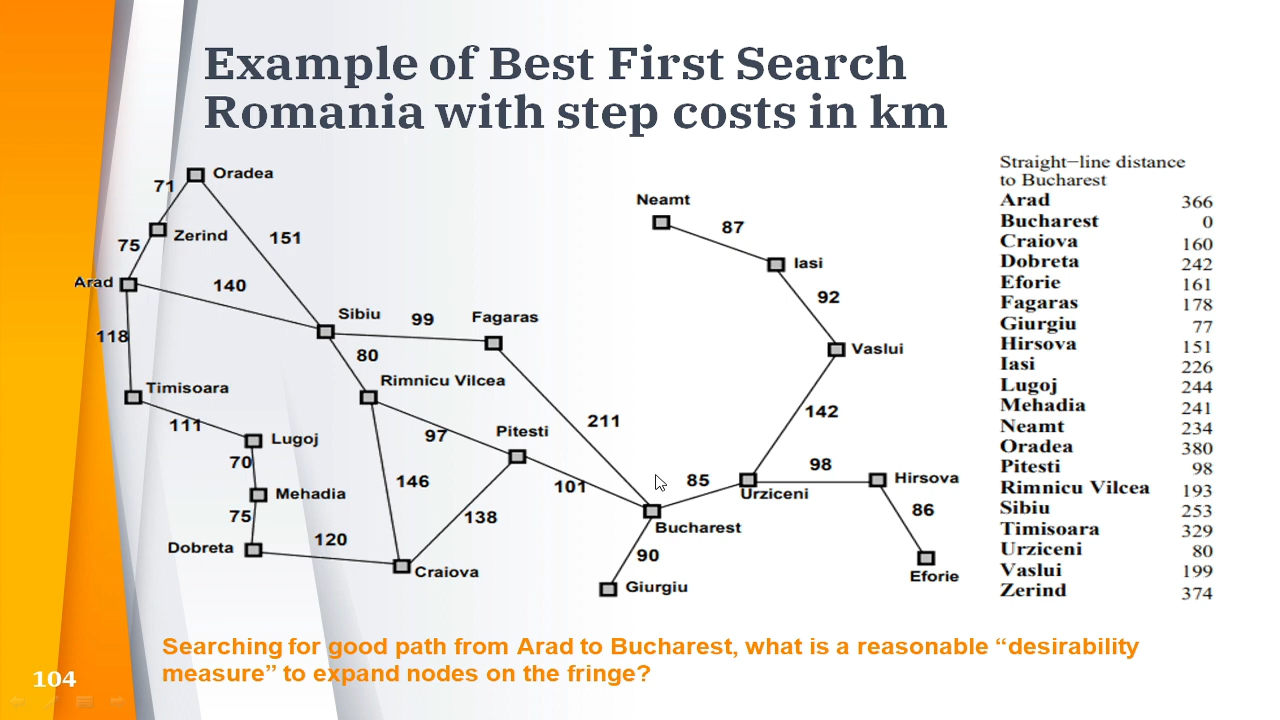 Example of Best First Search
Romania with step costs in km
Oradea
71
Zerind
151
75
Arad
140
Sibiu
99
Fagaras
118
80
Timisoara
Rimnicu Vilcea
111
Lugoj
97
Pitesti
211
70
Mehadia
146
101
75
138
Dobreta
120
Craiova
Neamt
87
Iasi
92
Vaslui
142
98
Hirsova
85
Urziceni
86
Bucharest
90
Giurgiu
Eforie
Straight−line distance
to Bucharest
Arad 366
Bucharest 0
Craiova 160
Dobreta 242
Eforie 161
Fagaras 178
Giurgiu 77
Hirsova 151
Iasi 226
Lugoj 244
Mehadia 241
Neamt 234
Oradea 380
Pitesti 98
Rimnicu Vilcea 193
Sibiu 253
Timisoara 329
Urziceni 80
Vaslui 199
Zerind 374
Searching for good path from Arad to Bucharest, what is a reasonable “desirability
measure” to expand nodes on the fringe?
104